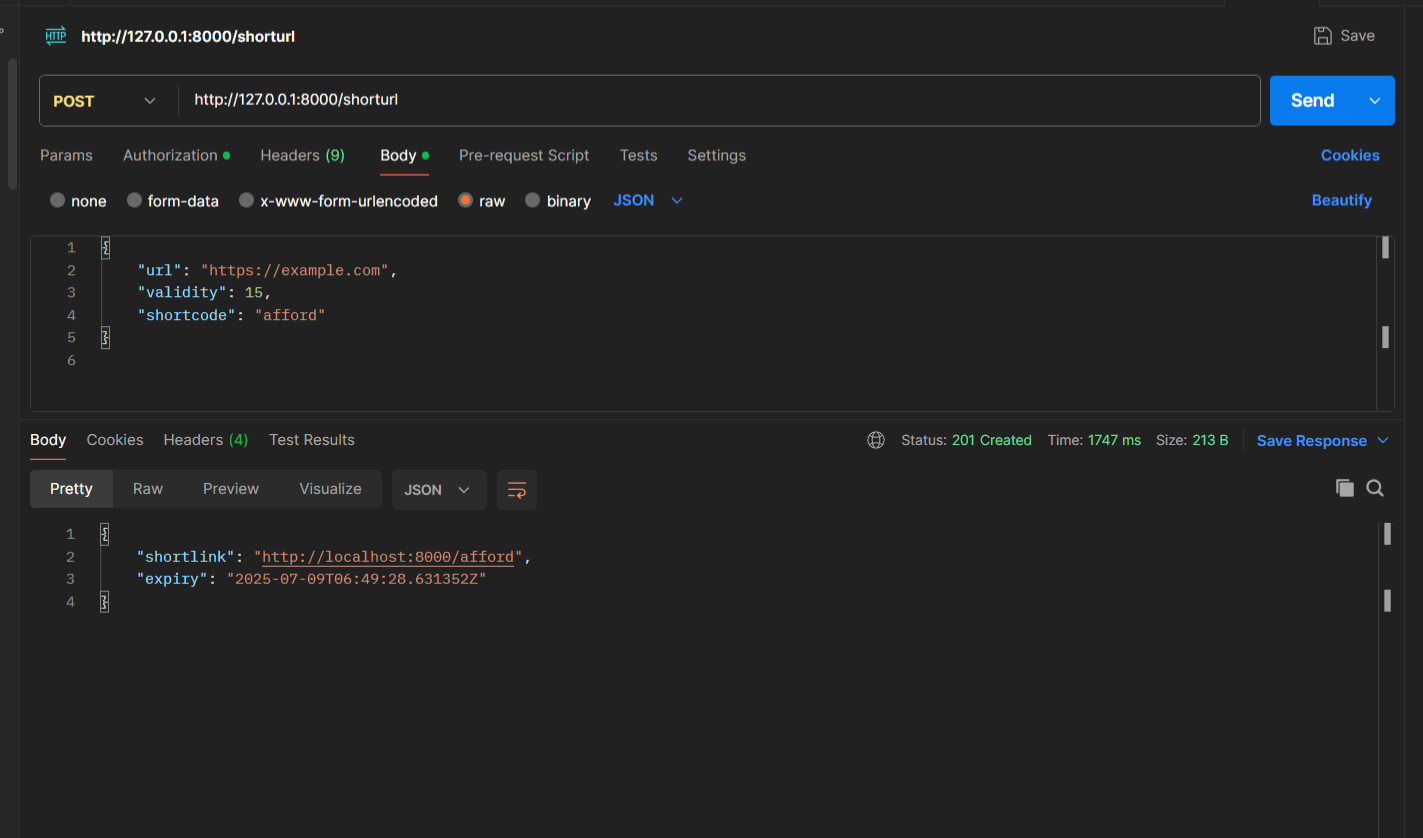 HTTP http://127.0.0.1:8000/shorturl Save
POST http://127.0.0.1:8000/shorturl Send
Params Authorization Headers (9) Body Pre-request Script Tests Settings Cookies
none form-data x-www-form-urlencoded raw binary JSON Beautify
1 {
2 "url": "https://example.com",
3 "validity": 15,
4 "shortcode": "afford"
5 }
6
Body Cookies Headers (4) Test Results Status: 201 Created Time: 1747 ms Size: 213 B Save Response
Pretty Raw Preview Visualize JSON
1 {
2 "shortlink": "http://localhost:8000/afford",
3 "expiry": "2025-07-09T06:49:28.631352Z"
4 }